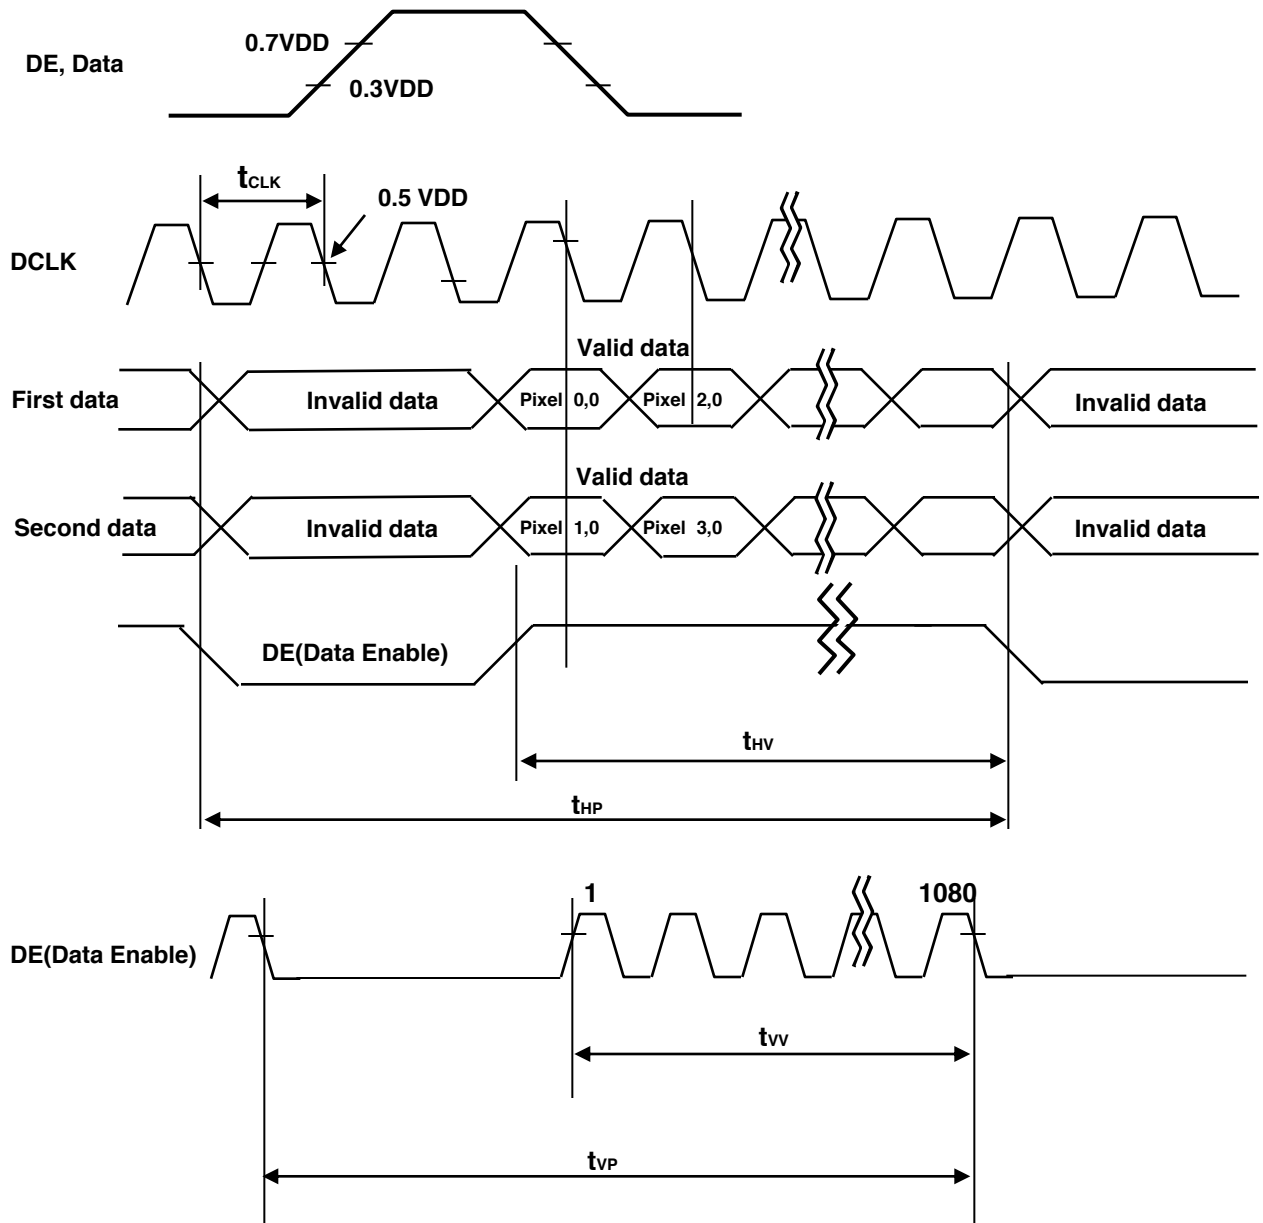 0.7VDD
DE, Data
0.3VDD
tCLK
0.5 VDD
DCLK
Valid data
First data
Invalid data
Pixel 0,0
Pixel 2,0
Invalid data
Valid data
Second data
Invalid data
Pixel 1,0
Pixel 3,0
Invalid data
DE(Data Enable)
tHV
tHP
1
1080
DE(Data Enable)
tVV
tVP